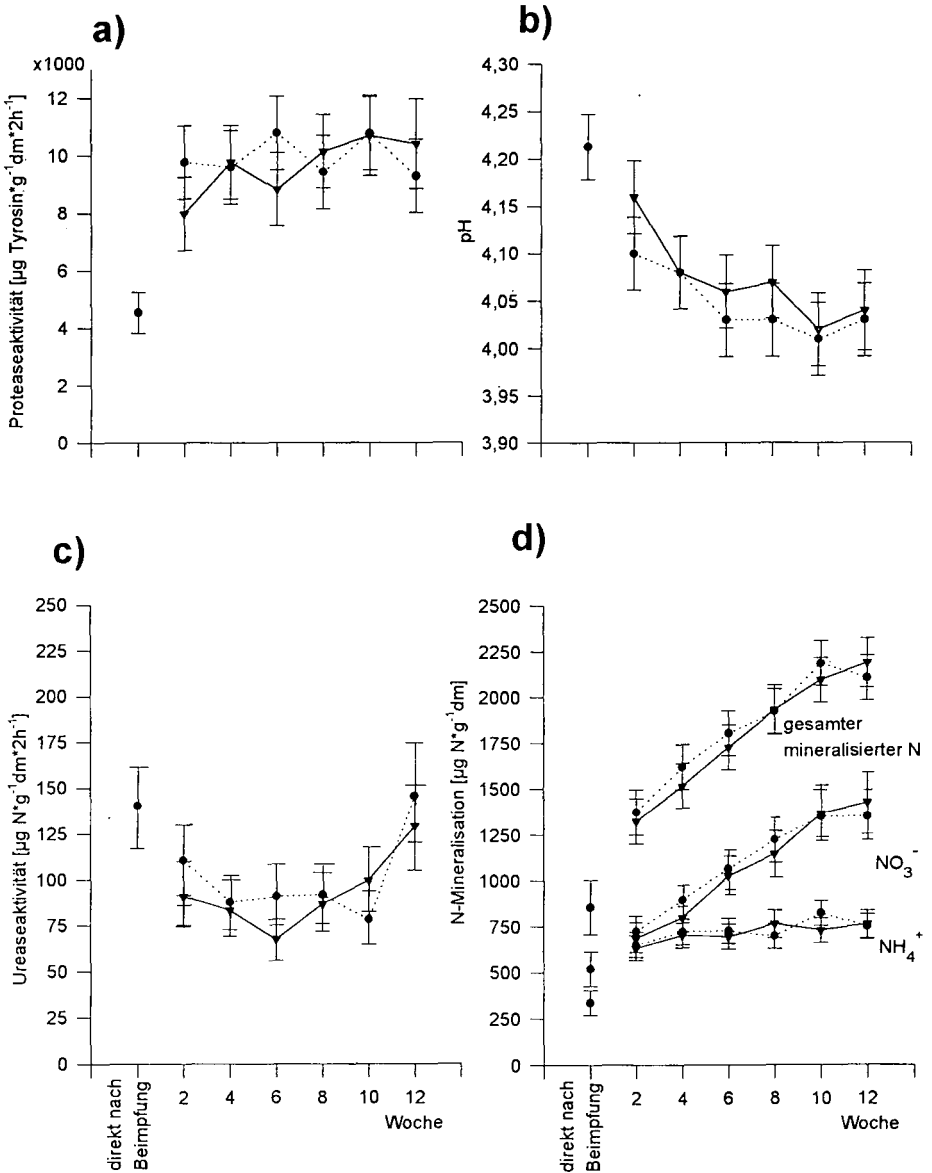 a)
x1000
Proteaseaktivität [µg Tyrosin*g⁻¹dm*2h⁻¹]
12
10
8
6
4
2
0
b)
pH
4,30
4,25
4,20
4,15
4,10
4,05
4,00
3,95
3,90
c)
Ureaseaktivität [µg N*g⁻¹dm*2h⁻¹]
250
225
200
175
150
125
100
75
50
25
0
direkt nach
Beimpfung
2 4 6 8 10 12
Woche
d)
N-Mineralisation [µg N*g⁻¹dm]
2500
2250
2000
1750
1500
1250
1000
750
500
250
0
gesamter
mineralisierter N
NO₃⁻
NH₄⁺
direkt nach
Beimpfung
2 4 6 8 10 12
Woche